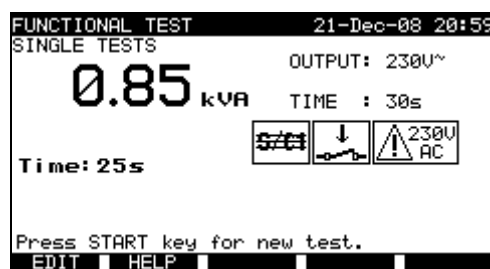 FUNCTIONAL TEST 21-Dec-08 20:59
SINGLE TESTS
OUTPUT: 230V~
0.85 kVA
TIME : 30s
S/C1
230V
AC
Time:25s
Press START key for new test.
EDIT HELP